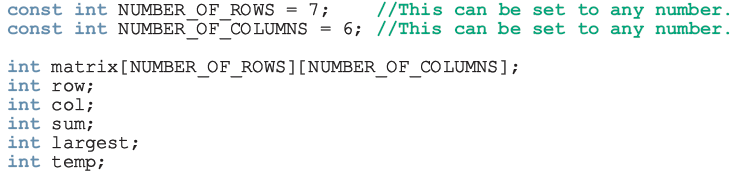 const int NUMBER_OF_ROWS = 7;     //This can be set to any number.
const int NUMBER_OF_COLUMNS = 6; //This can be set to any number.
int matrix[NUMBER_OF_ROWS][NUMBER_OF_COLUMNS];
int row;
int col;
int sum;
int largest;
int temp;